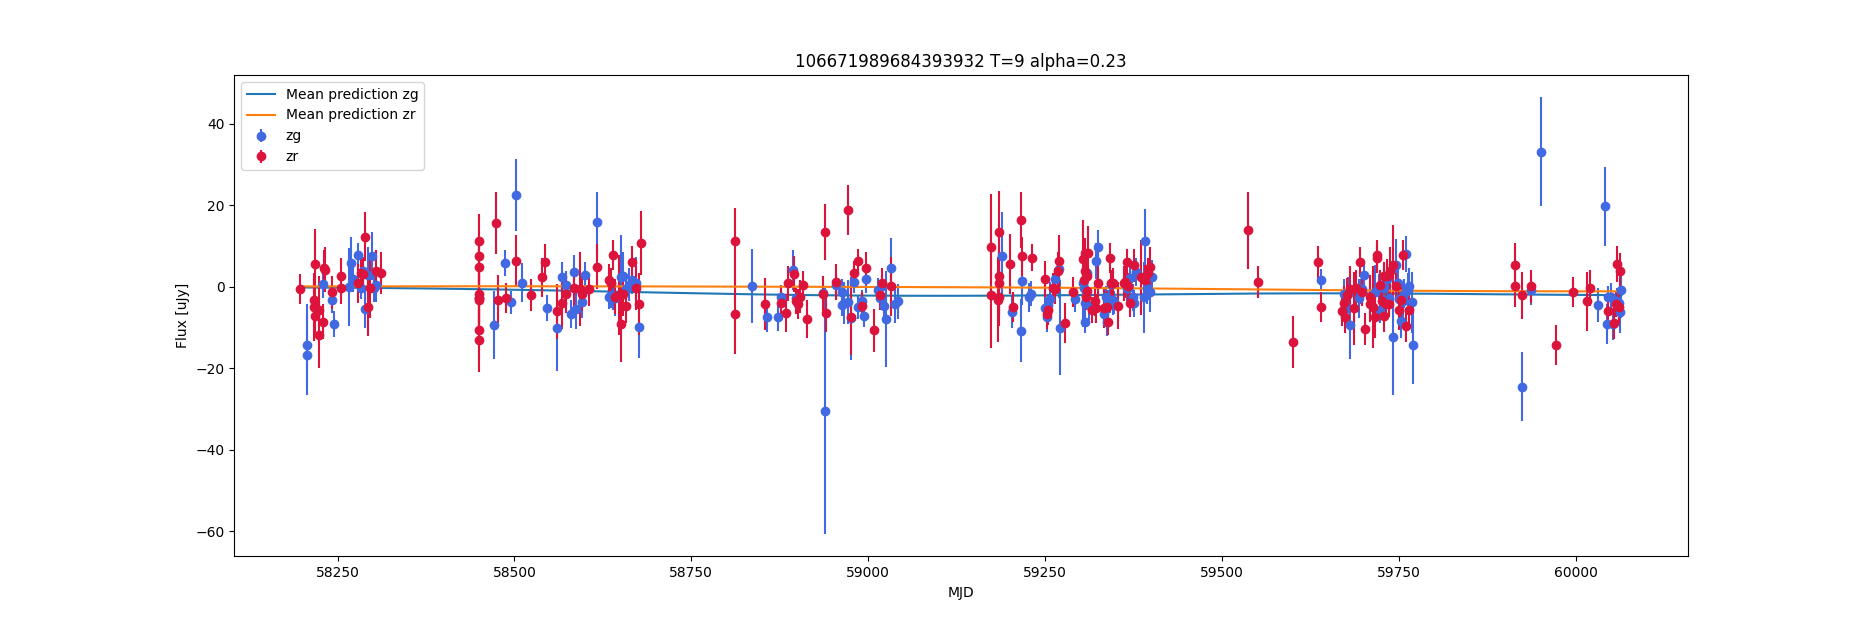 106671989684393932 T=9 alpha=0.23
Mean prediction zg
Mean prediction zr
zg
zr
Flux [uJy]
40
20
0
−20
−40
−60
58250 58500 58750 59000 59250 59500 59750 60000
MJD